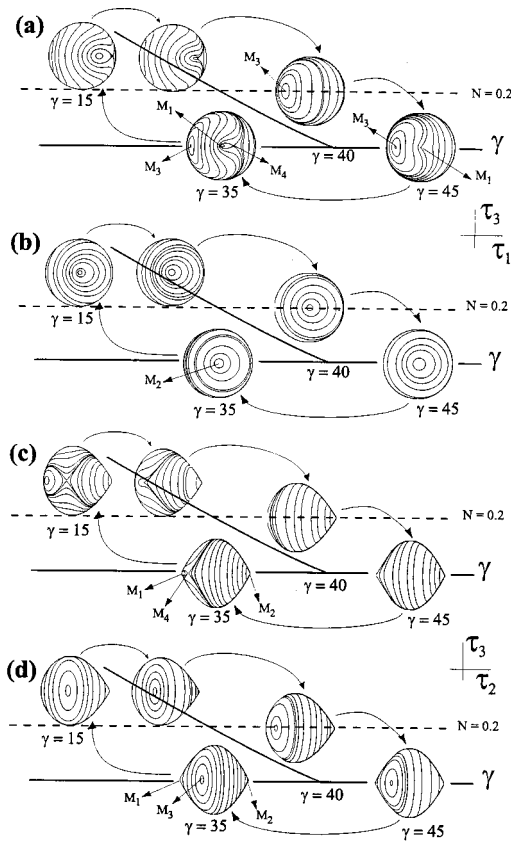 (a)
M₃
N = 0.2
γ = 15
M₁
M₃
γ
M₃
M₄
γ = 40
M₁
γ = 35
γ = 45
τ₃
τ₁
(b)
N = 0.2
γ = 15
γ
M₂
γ = 40
γ = 35
γ = 45
(c)
N = 0.2
γ = 15
γ
M₁
M₄
M₂
γ = 40
γ = 35
γ = 45
τ₃
τ₂
(d)
N = 0.2
γ = 15
γ
M₁
M₃
M₂
γ = 40
γ = 35
γ = 45